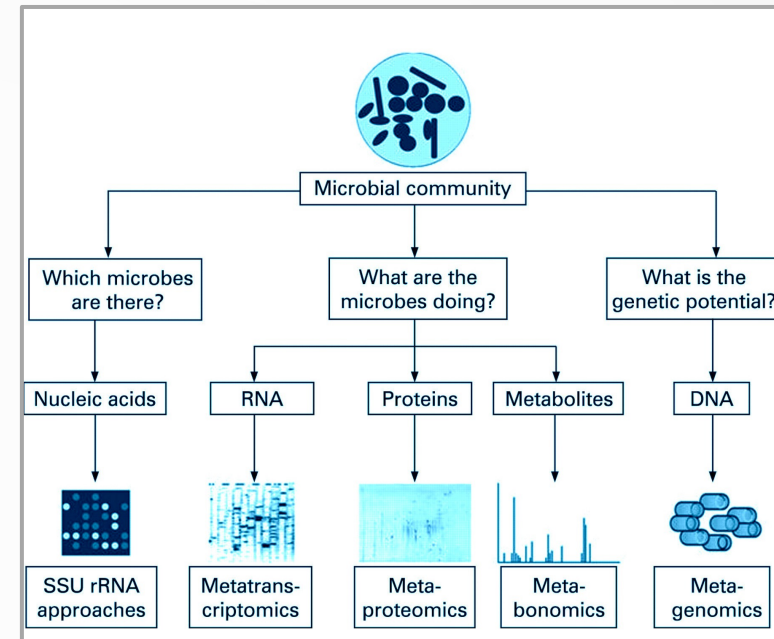 Microbial community
Which microbes
are there?
What are the
microbes doing?
What is the
genetic potential?
Nucleic acids
RNA
Proteins
Metabolites
DNA
SSU rRNA
approaches
Metatrans-
criptomics
Meta-
proteomics
Meta-
bonomics
Meta-
genomics